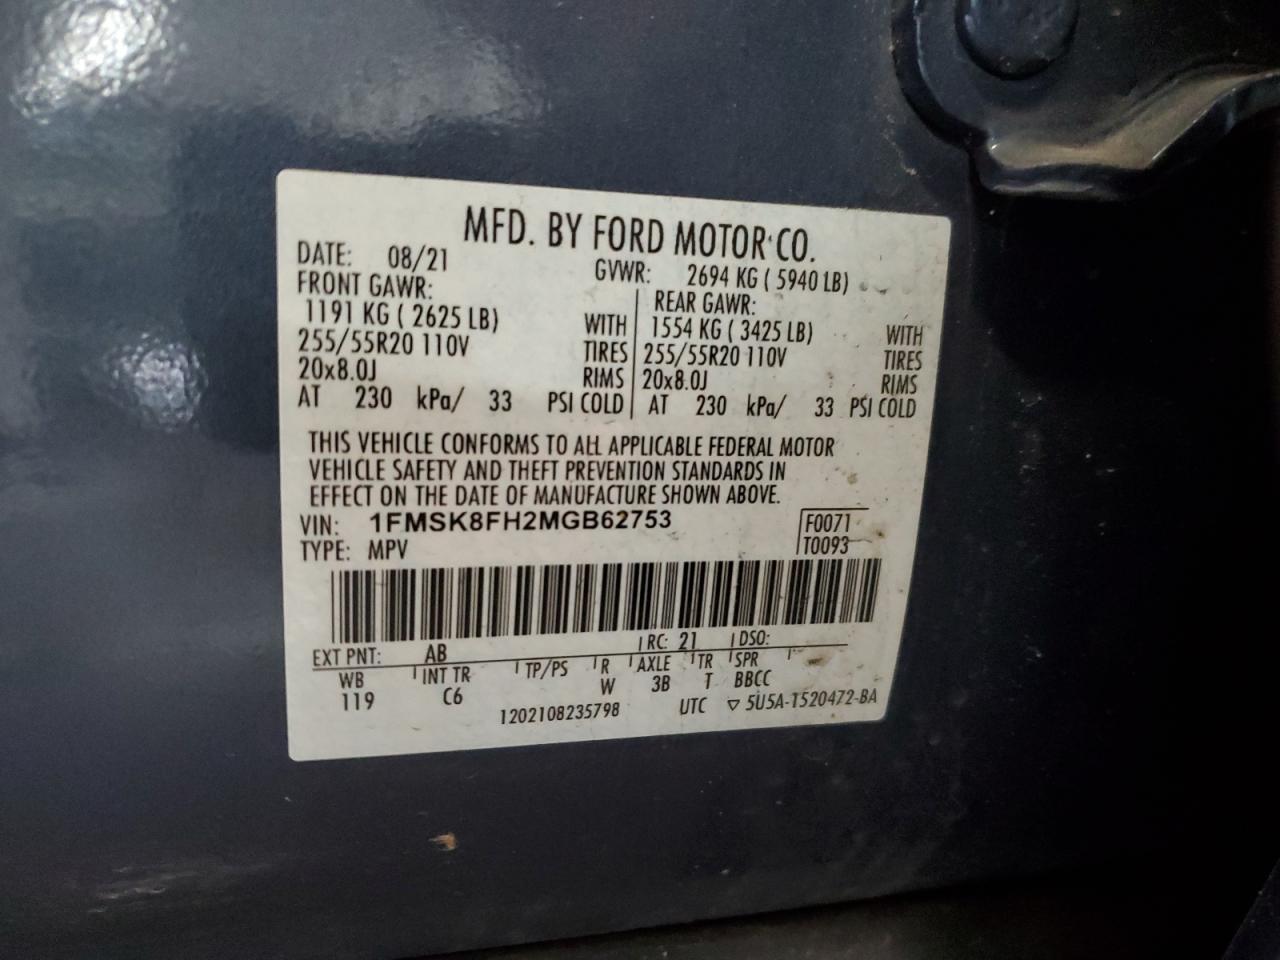 MFD. BY FORD MOTOR CO.
DATE: 08/21 GVWR: 2694 KG ( 5940 LB)
FRONT GAWR: REAR GAWR:
1191 KG ( 2625 LB) WITH 1554 KG ( 3425 LB) WITH
255/55R20 110V TIRES 255/55R20 110V TIRES
20x8.0J RIMS 20x8.0J RIMS
AT 230 kPa/ 33 PSI COLD AT 230 kPa/ 33 PSI COLD
THIS VEHICLE CONFORMS TO ALL APPLICABLE FEDERAL MOTOR
VEHICLE SAFETY AND THEFT PREVENTION STANDARDS IN
EFFECT ON THE DATE OF MANUFACTURE SHOWN ABOVE.
VIN: 1FMSK8FH2MGB62753 F0071
TYPE: MPV T0093
EXT PNT: AB RC: 21 DSO:
WB INT TR TP/PS R AXLE TR SPR
119 C6 W 3B T BBCC
1202108235798 UTC ▽ 5U5A-1520472-BA